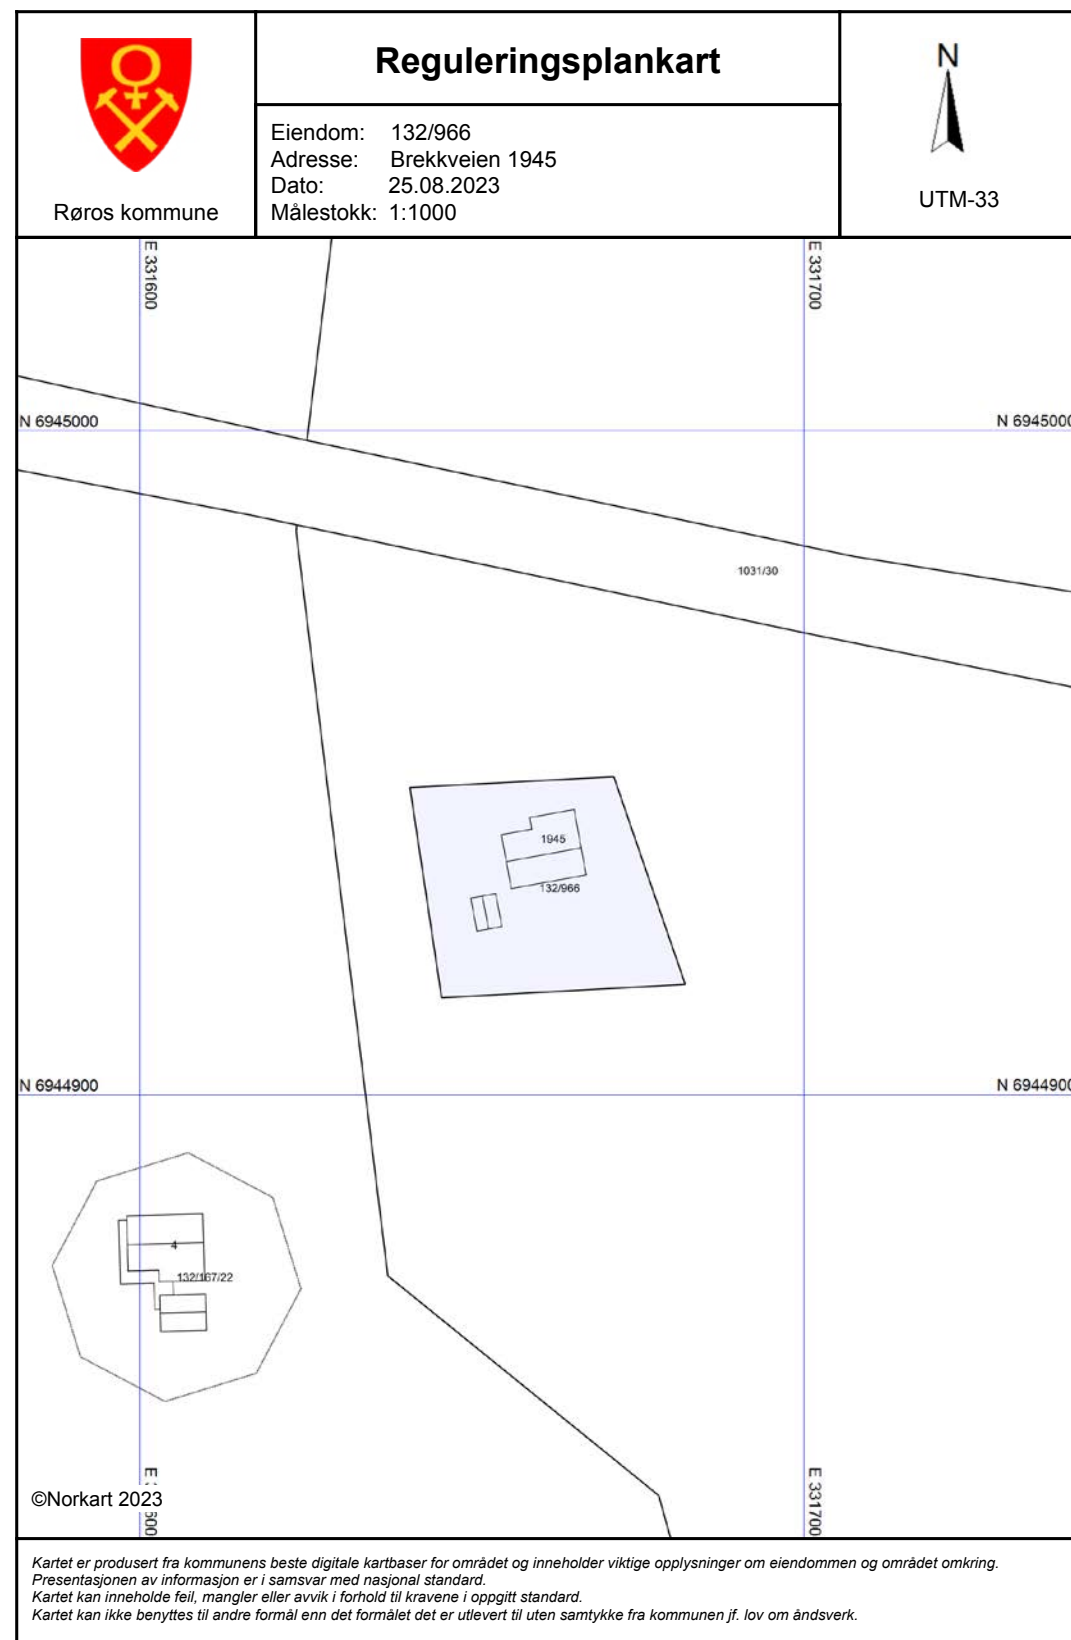 Røros kommune
Reguleringsplankart
Eiendom: 132/966
Adresse: Brekkveien 1945
Dato: 25.08.2023
Målestokk: 1:1000
N
UTM-33
E 331600
E 331700
N 6945000
N 6945000
1031/30
1945
132/966
N 6944900
N 6944900
4
132/167/22
E 331700
©Norkart 2023
Kartet er produsert fra kommunens beste digitale kartbaser for området og inneholder viktige opplysninger om eiendommen og området omkring.
Presentasjonen av informasjon er i samsvar med nasjonal standard.
Kartet kan inneholde feil, mangler eller avvik i forhold til kravene i oppgitt standard.
Kartet kan ikke benyttes til andre formål enn det formålet det er utlevert til uten samtykke fra kommunen jf. lov om åndsverk.